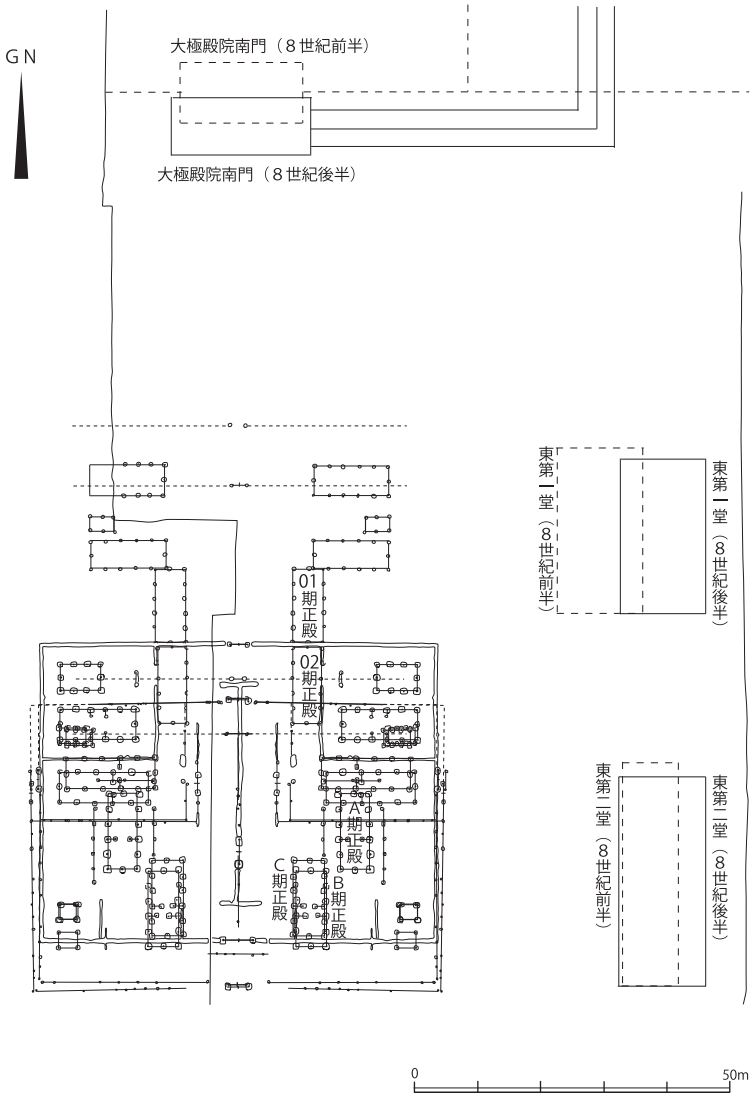 大極殿院南門（８世紀前半）
GN
大極殿院南門（８世紀後半）
東第一堂（８世紀前半）
東第一堂（８世紀後半）
01期正殿
02期正殿
東第二堂（８世紀前半）
東第二堂（８世紀後半）
A期正殿
C期正殿
B期正殿
0
50m